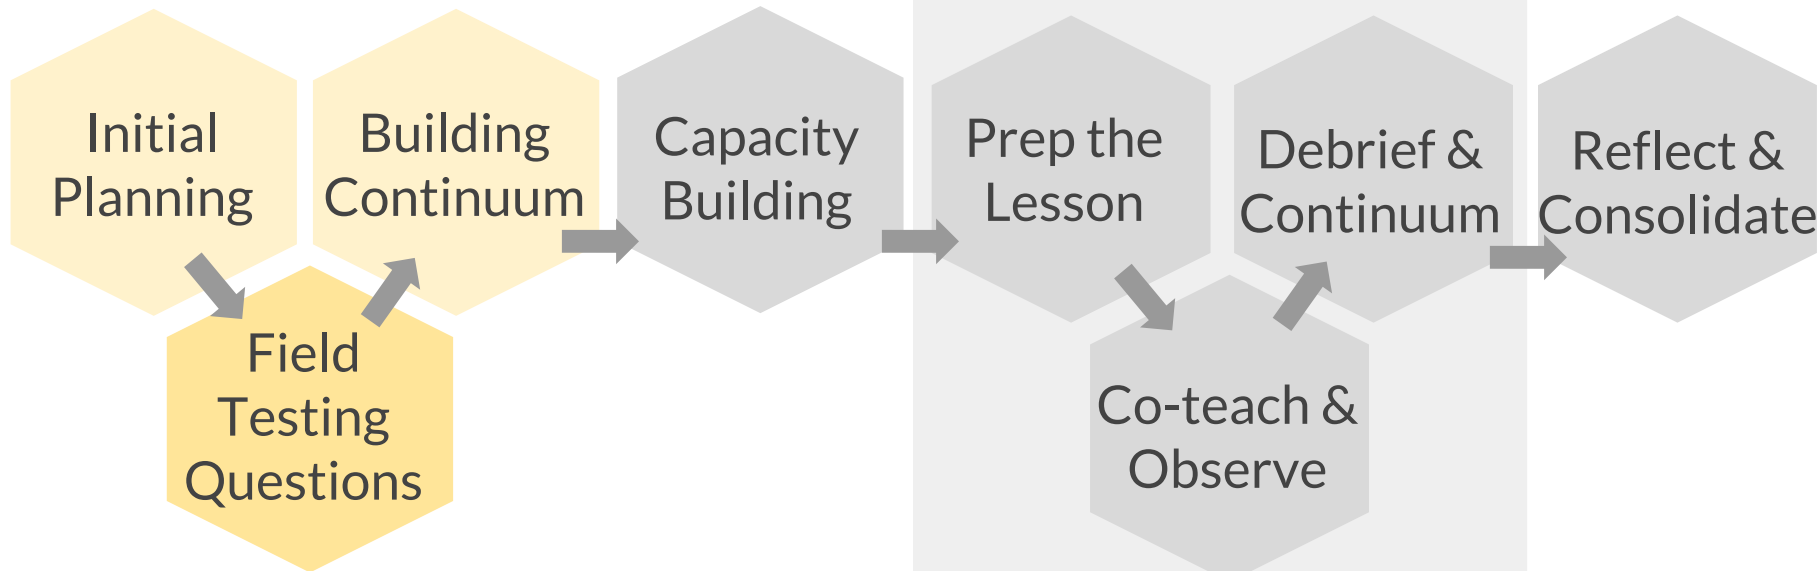 Initial
Planning
Field
Testing
Questions
Building
Continuum
Capacity
Building
Prep the
Lesson
Co-teach &
Observe
Debrief &
Continuum
Reflect &
Consolidate